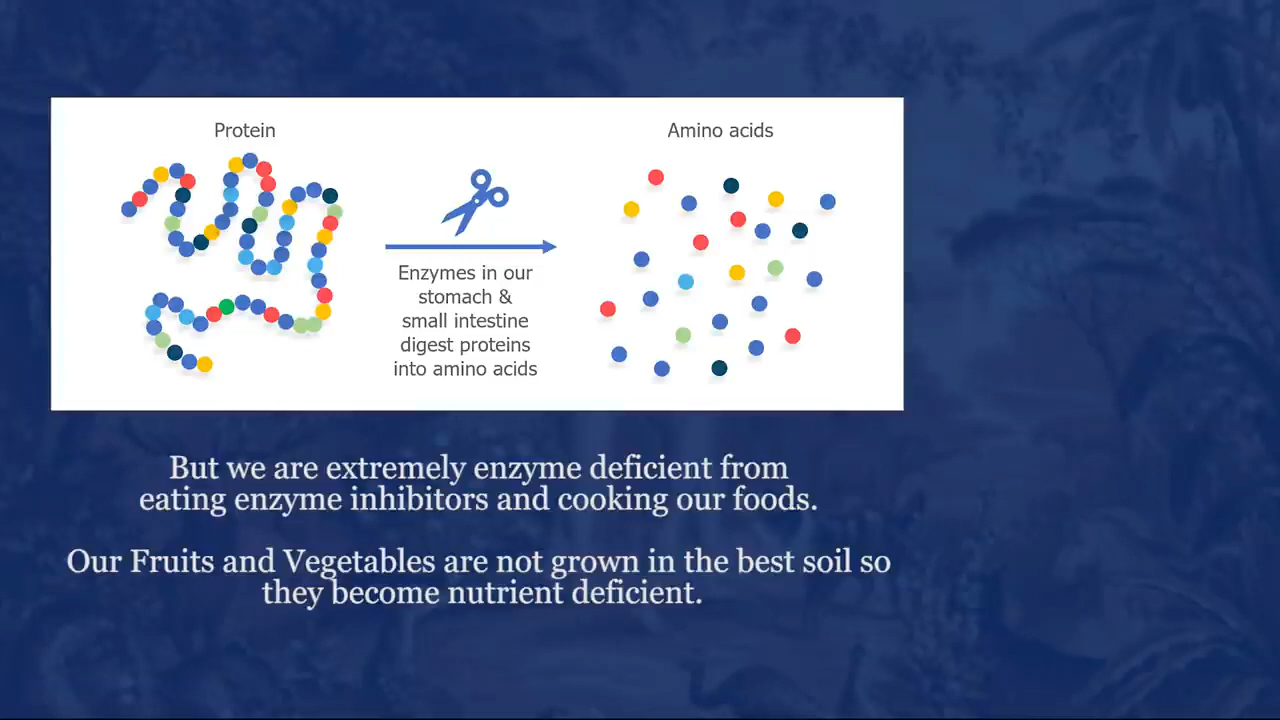 Protein
Amino acids
Enzymes in our
stomach &
small intestine
digest proteins
into amino acids
But we are extremely enzyme deficient from
eating enzyme inhibitors and cooking our foods.
Our Fruits and Vegetables are not grown in the best soil so
they become nutrient deficient.